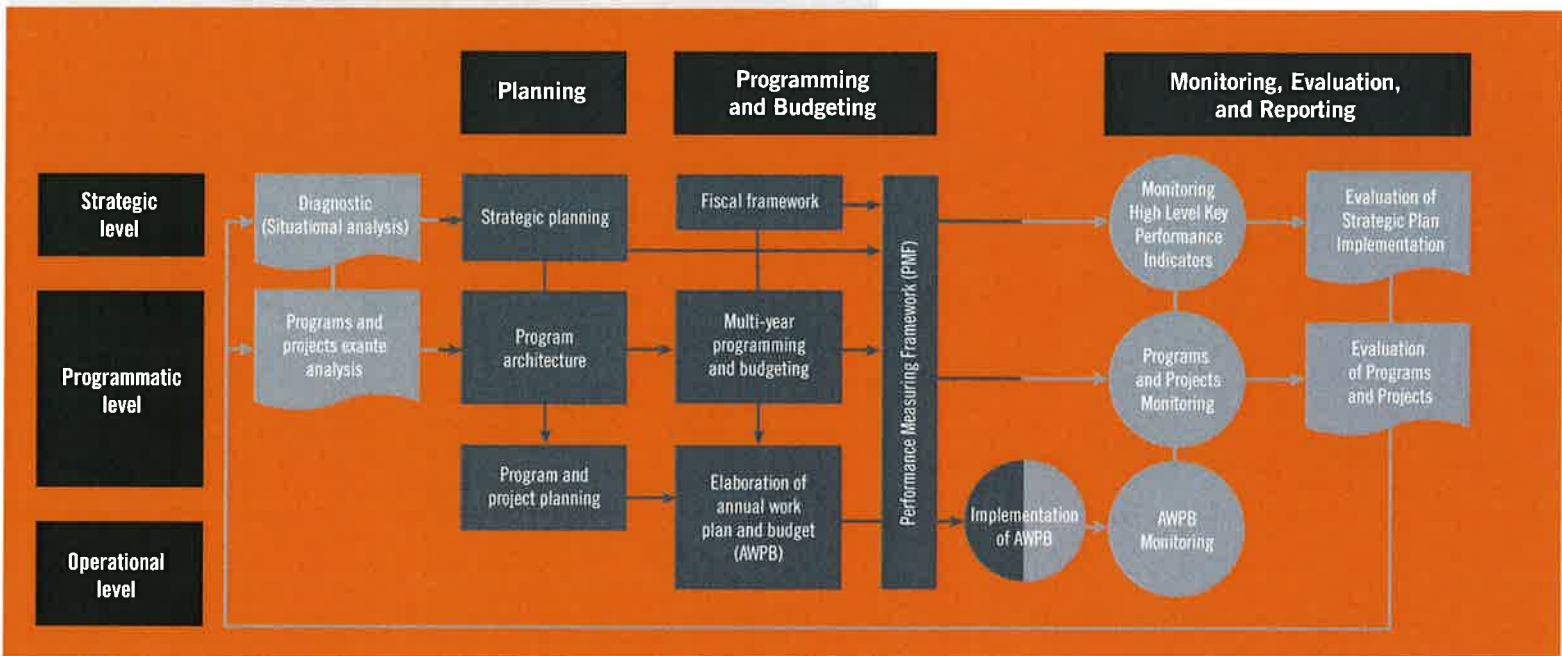 Planning
Programming
and Budgeting
Monitoring, Evaluation,
and Reporting
Strategic
level
Diagnostic
(Situational analysis)
Strategic planning
Fiscal framework
Performance Measuring Framework (PMF)
Monitoring
High Level Key
Performance
Indicators
Evaluation of
Strategic Plan
Implementation
Programmatic
level
Programs and
projects exante
analysis
Program
architecture
Multi-year
programming
and budgeting
Programs
and Projects
Monitoring
Evaluation
of Programs
and Projects
Program and
project planning
Elaboration of
annual work
plan and budget
(AWPB)
Implementation
of AWPB
AWPB
Monitoring
Operational
level